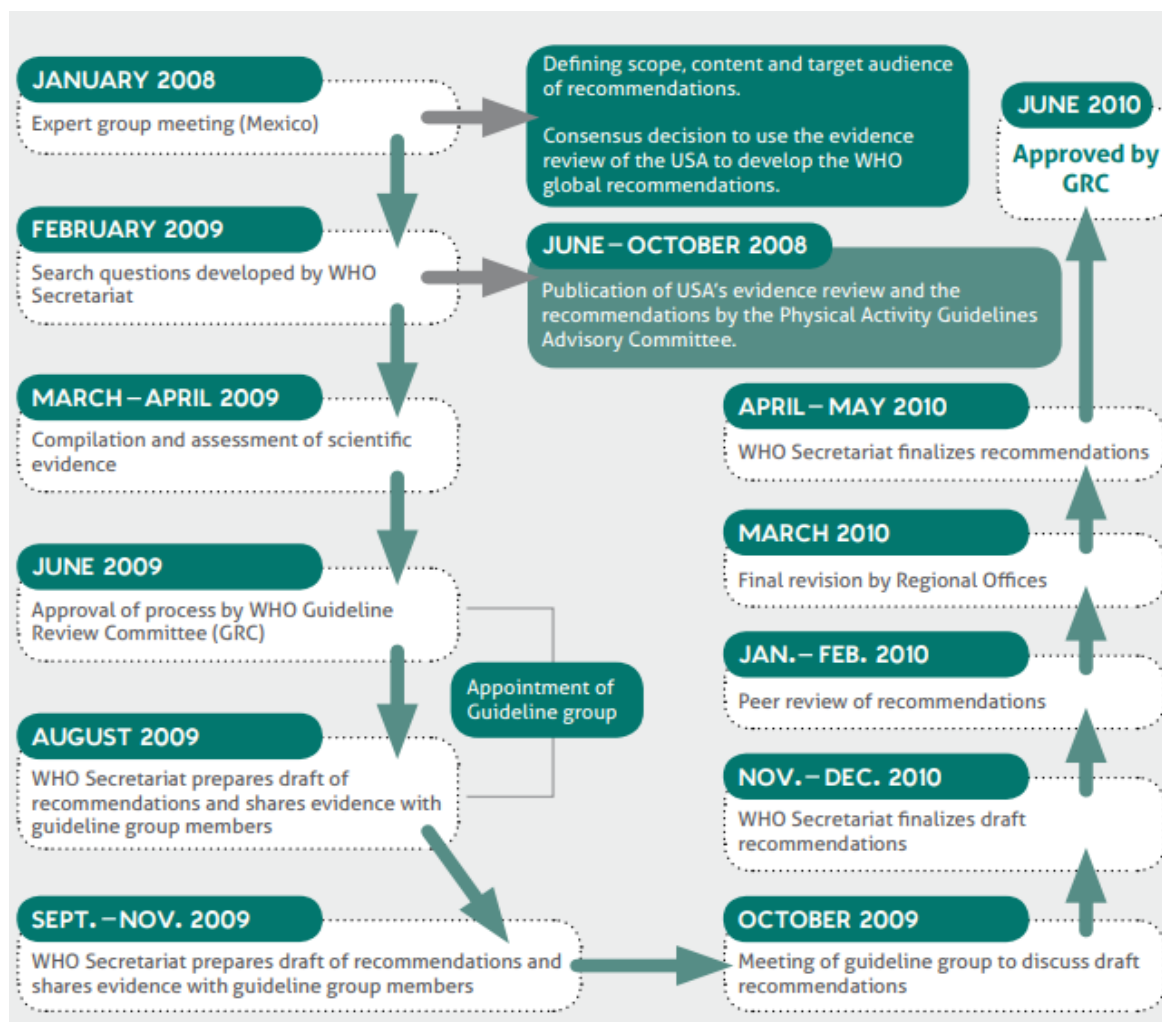 JANUARY 2008
Expert group meeting (Mexico)
Defining scope, content and target audience
of recommendations.
Consensus decision to use the evidence
review of the USA to develop the WHO
global recommendations.
FEBRUARY 2009
Search questions developed by WHO
Secretariat
JUNE – OCTOBER 2008
Publication of USA's evidence review and the
recommendations by the Physical Activity Guidelines
Advisory Committee.
MARCH – APRIL 2009
Compilation and assessment of scientific
evidence
JUNE 2009
Approval of process by WHO Guideline
Review Committee (GRC)
Appointment of
Guideline group
AUGUST 2009
WHO Secretariat prepares draft of
recommendations and shares evidence with
guideline group members
SEPT. – NOV. 2009
WHO Secretariat prepares draft of recommendations and
shares evidence with guideline group members
OCTOBER 2009
Meeting of guideline group to discuss draft
recommendations
NOV. – DEC. 2010
WHO Secretariat finalizes draft
recommendations
JAN. – FEB. 2010
Peer review of recommendations
MARCH 2010
Final revision by Regional Offices
APRIL – MAY 2010
WHO Secretariat finalizes recommendations
JUNE 2010
Approved by
GRC